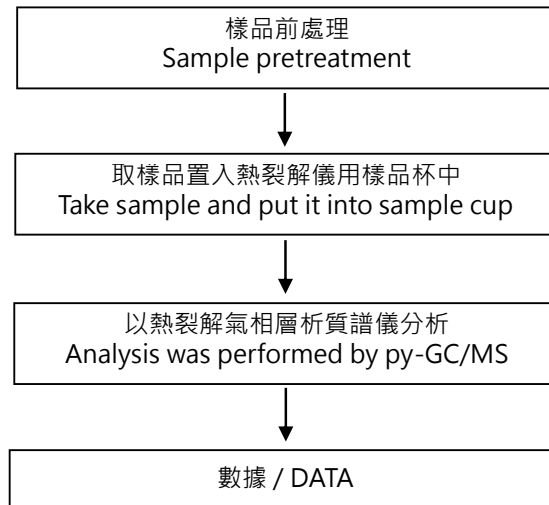 樣品前處理
Sample pretreatment
取樣品置入熱裂解儀用樣品杯中
Take sample and put it into sample cup
以熱裂解氣相層析質譜儀分析
Analysis was performed by py-GC/MS
數據 / DATA